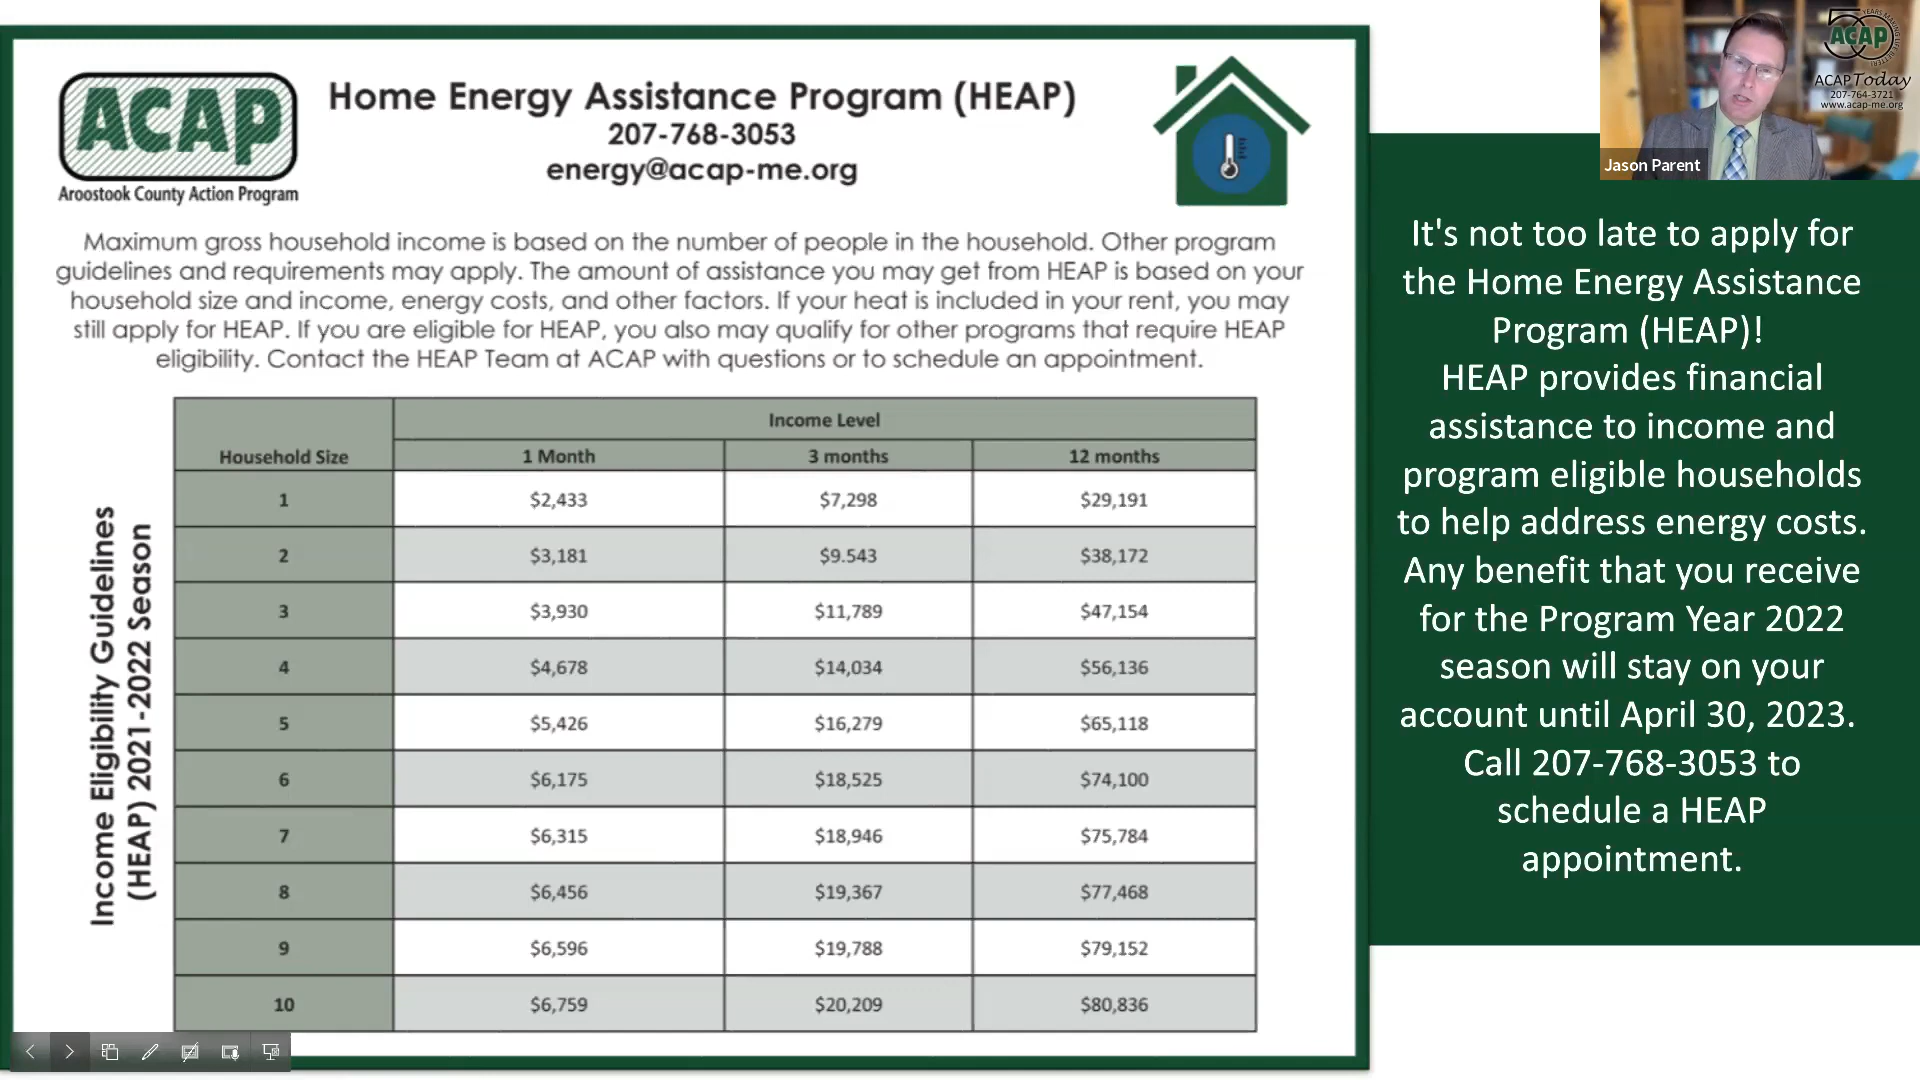 ACAP
Aroostook County Action Program
Home Energy Assistance Program (HEAP)
207-768-3053
energy@acap-me.org
Maximum gross household income is based on the number of people in the household. Other program
guidelines and requirements may apply. The amount of assistance you may get from HEAP is based on your
household size and income, energy costs, and other factors. If your heat is included in your rent, you may
still apply for HEAP. If you are eligible for HEAP, you also may qualify for other programs that require HEAP
eligibility. Contact the HEAP Team at ACAP with questions or to schedule an appointment.
Income Eligibility Guidelines
(HEAP) 2021-2022 Season
Income Level
Household Size 1 Month 3 months 12 months
1 $2,433 $7,298 $29,191
2 $3,181 $9.543 $38,172
3 $3,930 $11,789 $47,154
4 $4,678 $14,034 $56,136
5 $5,426 $16,279 $65,118
6 $6,175 $18,525 $74,100
7 $6,315 $18,946 $75,784
8 $6,456 $19,367 $77,468
9 $6,596 $19,788 $79,152
10 $6,759 $20,209 $80,836
50 YEARS MAKING LIFE BETTER!
ACAP
ACAP Today
207-764-3721
www.acap-me.org
Jason Parent
It's not too late to apply for
the Home Energy Assistance
Program (HEAP)!
HEAP provides financial
assistance to income and
program eligible households
to help address energy costs.
Any benefit that you receive
for the Program Year 2022
season will stay on your
account until April 30, 2023.
Call 207-768-3053 to
schedule a HEAP
appointment.